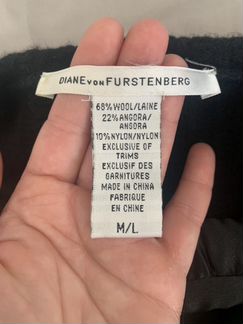 DIANE VON FURSTENBERG
68% WOOL/LAINE
22% ANGORA/
ANGORA
10% NYLON/NYLON
EXCLUSIVE OF
TRIMS
EXCLUSIF DES
GARNITURES
MADE IN CHINA
FABRIQUE
EN CHINE
M/L